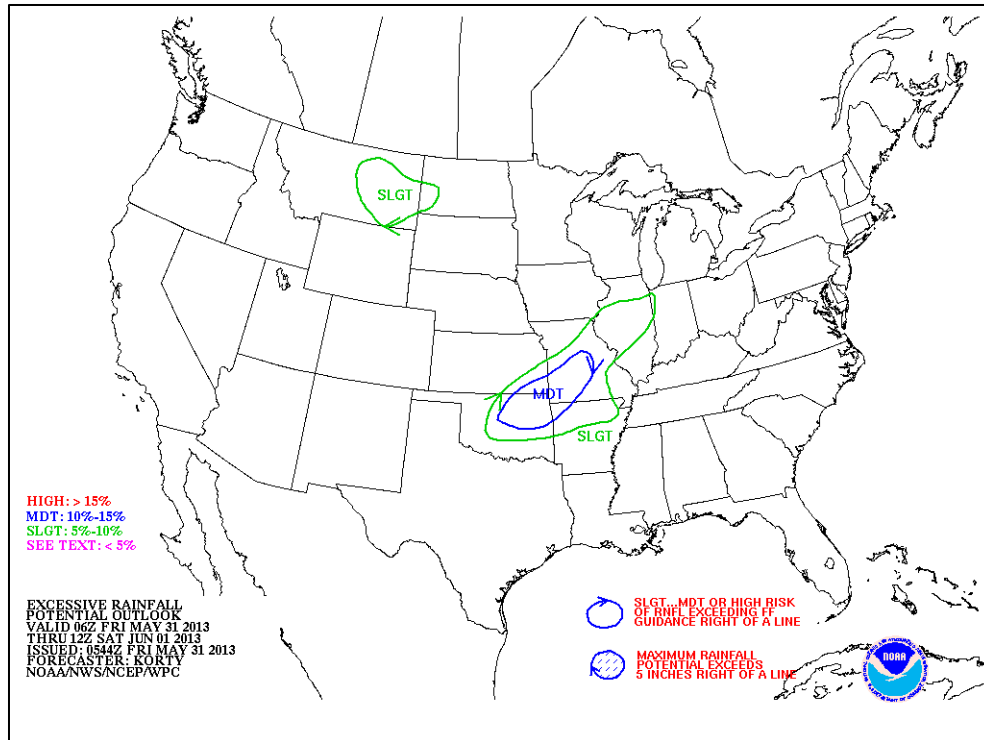 SLGT
MDT
SLGT
HIGH: > 15%
MDT: 10%-15%
SLGT: 5%-10%
SEE TEXT: < 5%
EXCESSIVE RAINFALL
POTENTIAL OUTLOOK
VALID 06Z FRI MAY 31 2013
THRU 12Z SAT JUN 01 2013
ISSUED: 0544Z FRI MAY 31 2013
FORECASTER: KORTY
NOAA/NWS/NCEP/WPC
SLGT...MDT OR HIGH RISK
OF RNFL EXCEEDING FF
GUIDANCE RIGHT OF A LINE
MAXIMUM RAINFALL
POTENTIAL EXCEEDS
5 INCHES RIGHT OF A LINE
NOAA